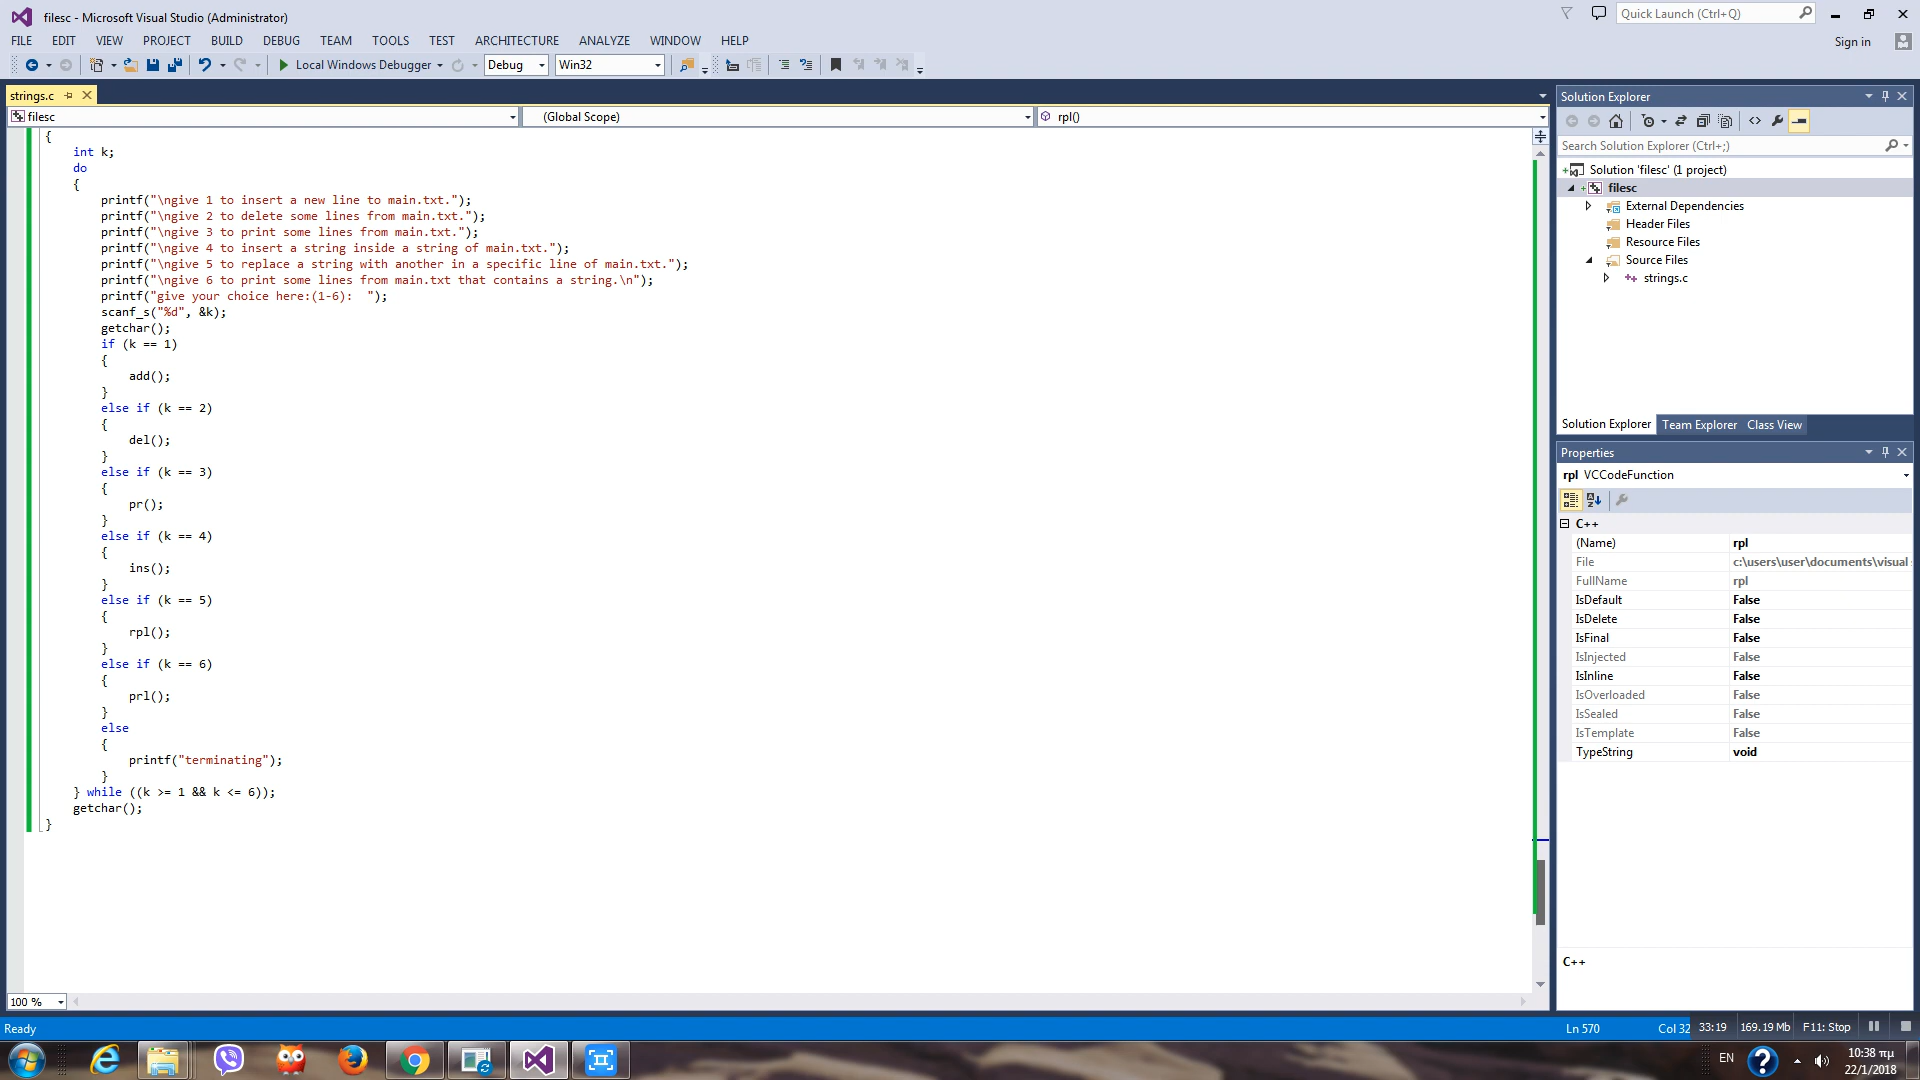 filesc - Microsoft Visual Studio (Administrator)
Quick Launch (Ctrl+Q)
FILE EDIT VIEW PROJECT BUILD DEBUG TEAM TOOLS TEST ARCHITECTURE ANALYZE WINDOW HELP
Sign in
Local Windows Debugger Debug Win32
strings.c
filesc (Global Scope) rpl()
{
int k;
do
{
printf("\ngive 1 to insert a new line to main.txt.");
printf("\ngive 2 to delete some lines from main.txt.");
printf("\ngive 3 to print some lines from main.txt.");
printf("\ngive 4 to insert a string inside a string of main.txt.");
printf("\ngive 5 to replace a string with another in a specific line of main.txt.");
printf("\ngive 6 to print some lines from main.txt that contains a string.\n");
printf("give your choice here:(1-6):  ");
scanf_s("%d", &k);
getchar();
if (k == 1)
{
add();
}
else if (k == 2)
{
del();
}
else if (k == 3)
{
pr();
}
else if (k == 4)
{
ins();
}
else if (k == 5)
{
rpl();
}
else if (k == 6)
{
prl();
}
else
{
printf("terminating");
}
} while ((k >= 1 && k <= 6));
getchar();
}
100 %
Solution Explorer
Search Solution Explorer (Ctrl+;)
Solution 'filesc' (1 project)
filesc
External Dependencies
Header Files
Resource Files
Source Files
strings.c
Solution Explorer Team Explorer Class View
Properties
rpl VCCodeFunction
C++
(Name) rpl
File c:\users\user\documents\visual
FullName rpl
IsDefault False
IsDelete False
IsFinal False
IsInjected False
IsInline False
IsOverloaded False
IsSealed False
IsTemplate False
TypeString void
C++
Ready Ln 570 Col 32 33:19 169.19 Mb F11: Stop
EN 10:38 πμ
22/1/2018